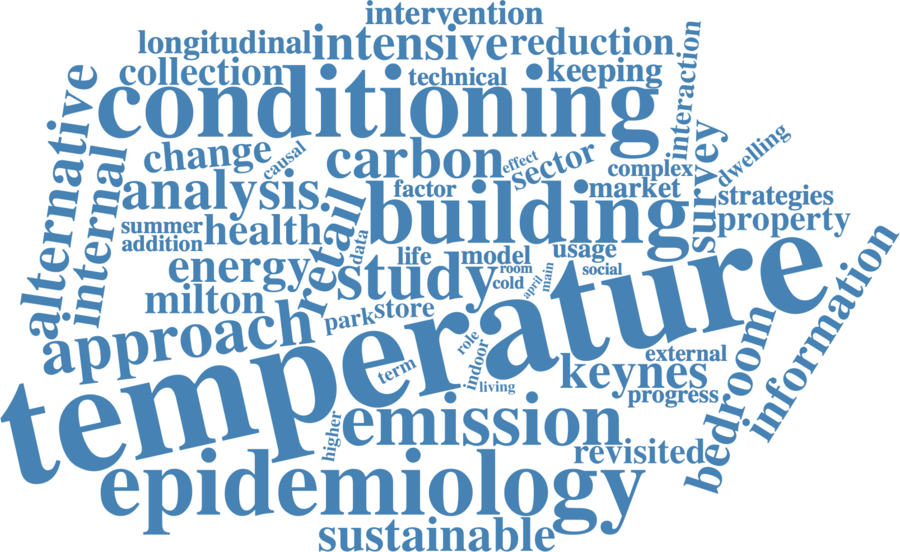 intervention
longitudinal
intensive
reduction
collection
technical
keeping
conditioning
interaction
alternative
internal
change
causal
carbon
effect
sector
complex
survey
dwelling
analysis
factor
building
market
strategies
property
summer
addition
health
retail
data
life
model
usage
energy
study
room
cold
social
main
april
milton
park
store
approach
temperature
information
role
indoor
term
living
keynes
external
progress
bedroom
higher
emission
revisited
epidemiology
sustainable